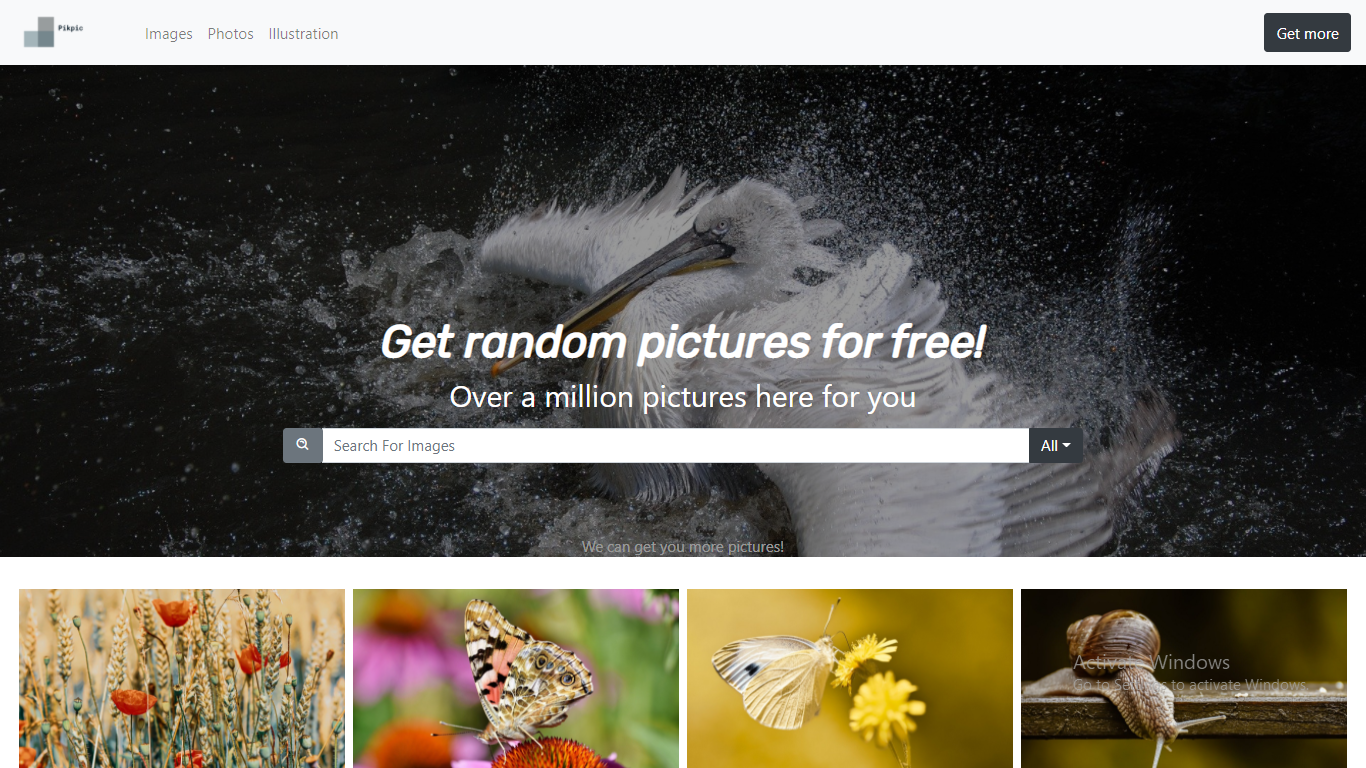 Pikpic
Images Photos Illustration
Get more
Get random pictures for free!
Over a million pictures here for you
Search For Images
All
We can get you more pictures!
Activate Windows
Go to Settings to activate Windows.